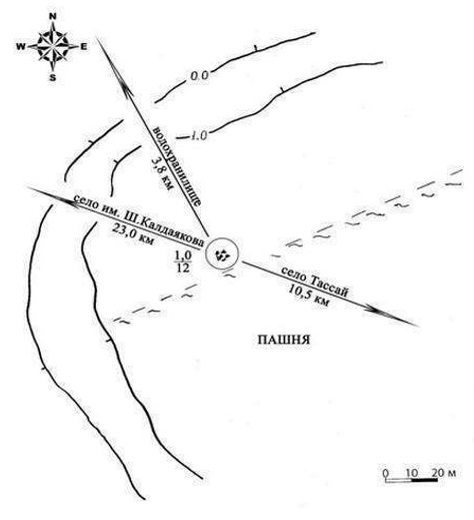 N
W E
S
0.0
1.0
водохранилище
3,8 км
село им. Ш.Калдаякова
23,0 км
1,0
12
село Тассай
10,5 км
ПАШНЯ
0 10 20 м